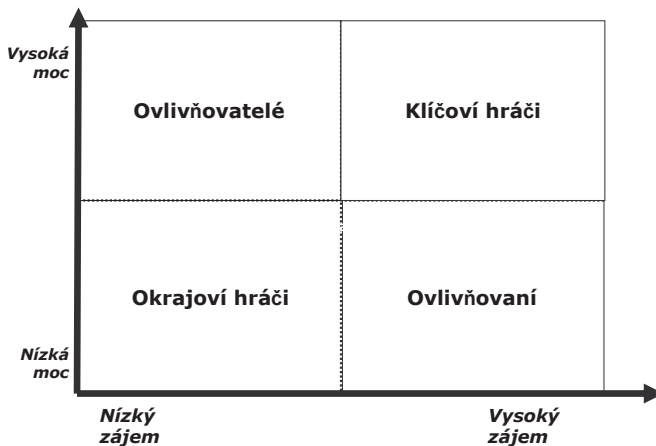 Vysoká
moc
Ovlivňovatelé
Klíčoví hráči
Okrajoví hráči
Ovlivňovaní
Nízká
moc
Nízký
zájem
Vysoký
zájem